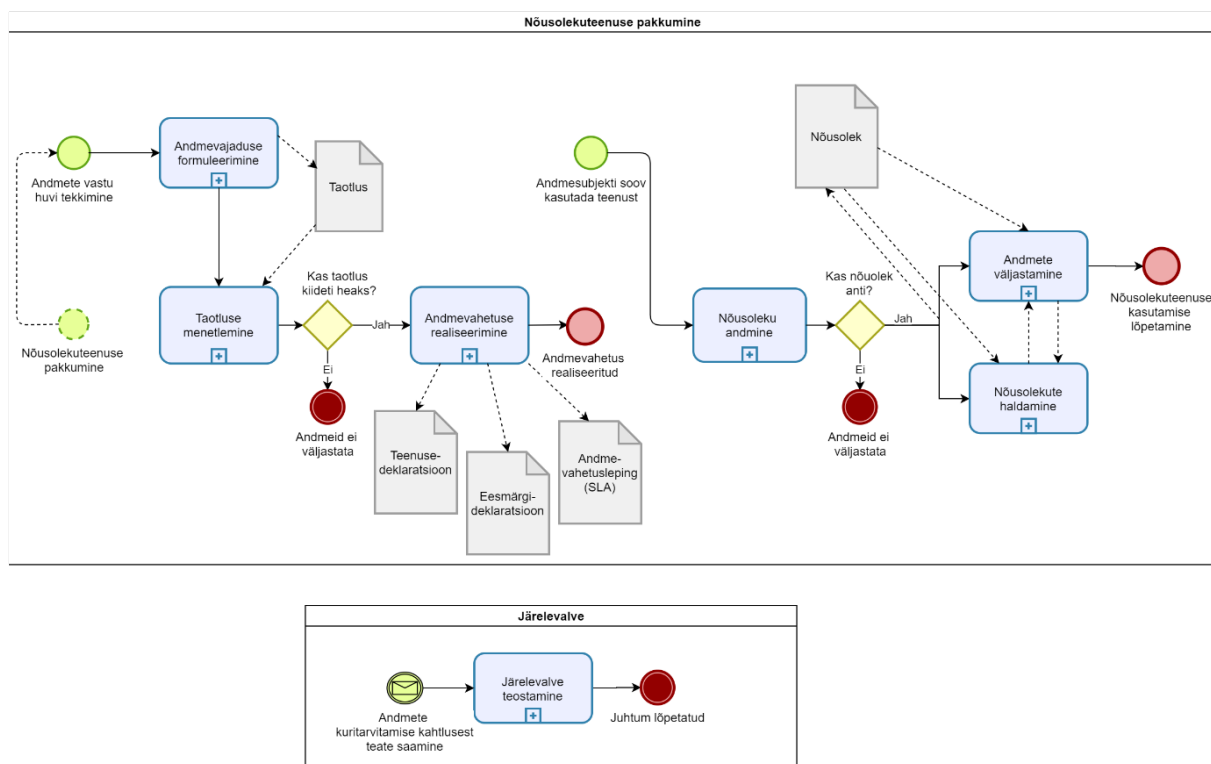 Nõusolekuteenuse pakkumine
Andmete vastu
huvi tekkimine
Andmevajaduse
formuleerimine
Taotlus
Nõusolekuteenuse
pakkumine
Taotluse
menetlemine
Kas taotlus
kiideti heaks?
Jah
Ei
Andmeid ei
väljastata
Andmevahetuse
realiseerimine
Andmevahetus
realiseeritud
Teenuse-
deklaratsioon
Eesmärgi-
deklaratsioon
Andme-
vahetusleping
(SLA)
Andmesubjekti soov
kasutada teenust
Nõusoleku
andmine
Kas nõuolek
anti?
Jah
Ei
Andmeid ei
väljastata
Nõusolek
Andmete
väljastamine
Nõusolekuteenuse
kasutamise
lõpetamine
Nõusolekute
haldamine
Järelevalve
Andmete
kuritarvitamise kahtlusest
teate saamine
Järelevalve
teostamine
Juhtum lõpetatud